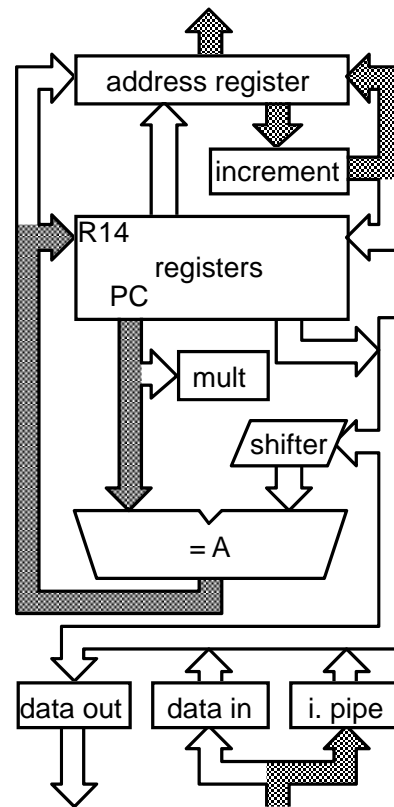 address register
increment
R14
registers
PC
mult
shifter
= A
data out
data in
i. pipe